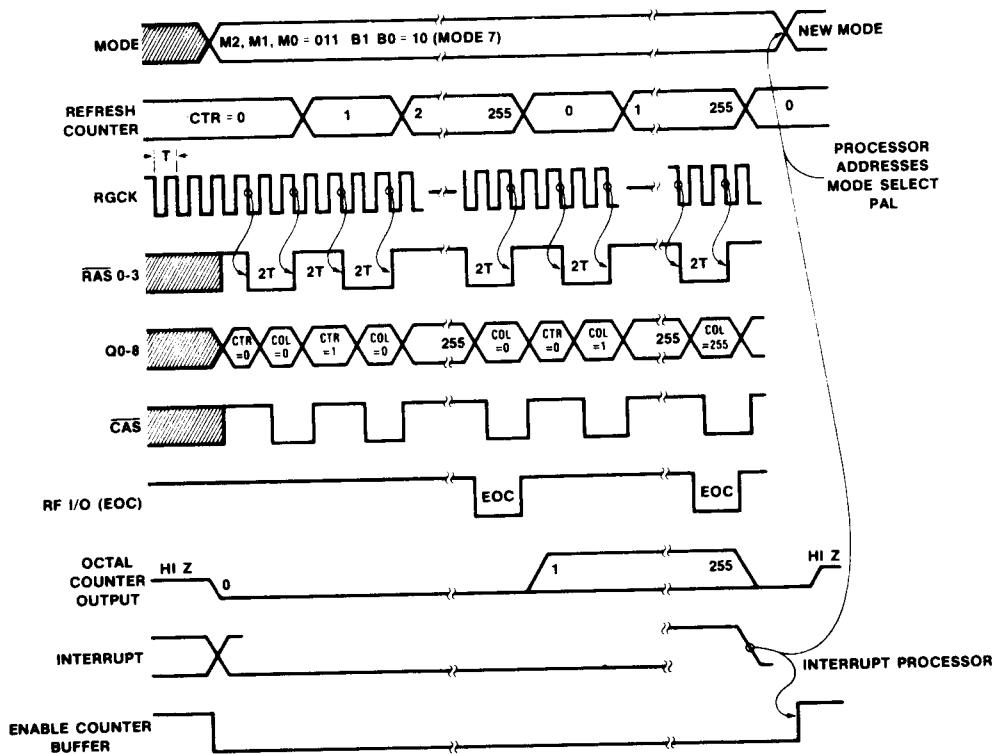 MODE
M2, M1, M0 = 011 B1 B0 = 10 (MODE 7)
NEW MODE
REFRESH
COUNTER
CTR = 0
1
2
255
0
1
255
0
T
RGCK
PROCESSOR
ADDRESSES
MODE SELECT
PAL
RAS 0-3
2T
2T
2T
2T
2T
2T
Q0-8
CTR
=0
COL
=0
CTR
=1
COL
=0
255
COL
=0
CTR
=0
COL
=1
255
COL
=255
CAS
RF I/O (EOC)
EOC
EOC
OCTAL
COUNTER
OUTPUT
HI Z
0
1
255
HI Z
INTERRUPT
INTERRUPT PROCESSOR
ENABLE COUNTER
BUFFER